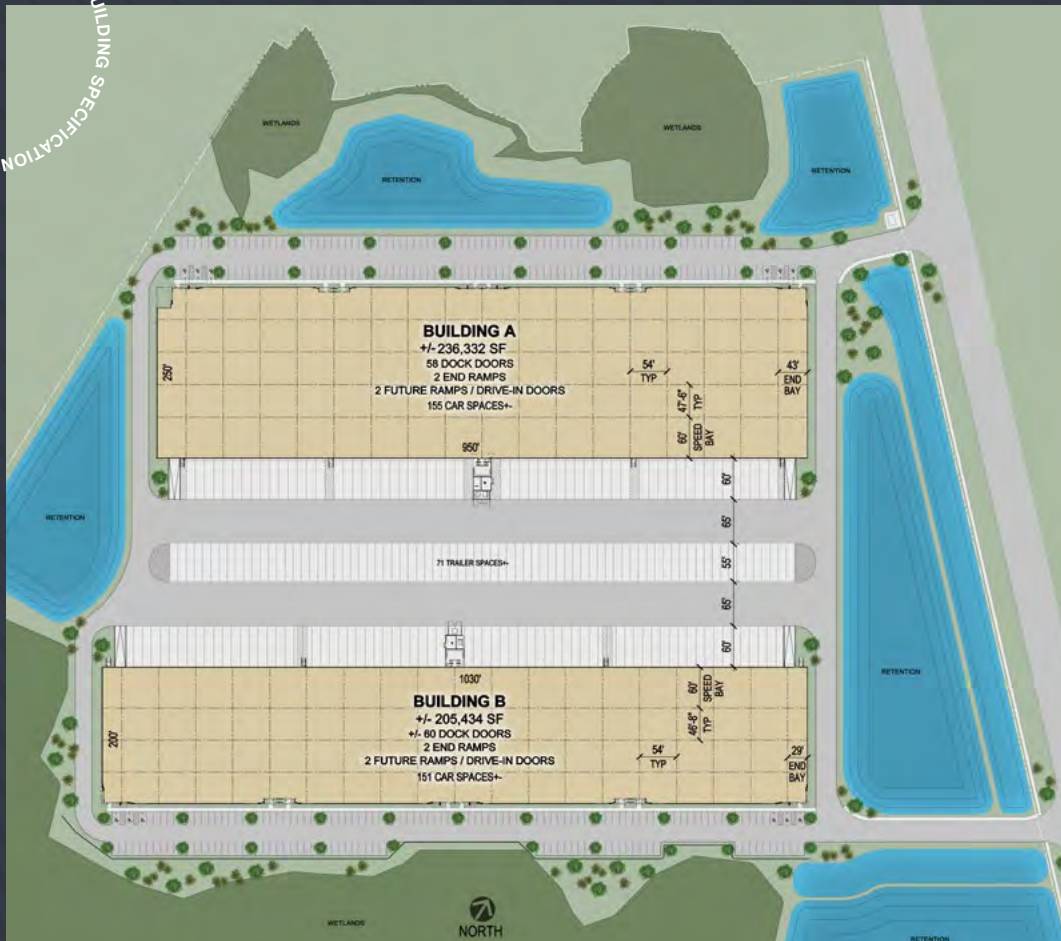 UILDING SPECIFICATION
WETLANDS
WETLANDS
RETENTION
RETENTION
BUILDING A
+/- 236,332 SF
58 DOCK DOORS
2 END RAMPS
2 FUTURE RAMPS / DRIVE-IN DOORS
155 CAR SPACES+-
250'
54'
TYP
43'
END
BAY
47'-6"
TYP
60'
SPEED
BAY
950'
60'
65'
RETENTION
71 TRAILER SPACES+-
55'
65'
60'
1030'
BUILDING B
+/- 205,434 SF
+/- 60 DOCK DOORS
2 END RAMPS
2 FUTURE RAMPS / DRIVE-IN DOORS
151 CAR SPACES+-
200'
60'
SPEED
BAY
46'-8"
TYP
54'
TYP
29'
END
BAY
RETENTION
WETLANDS
NORTH
RETENTION